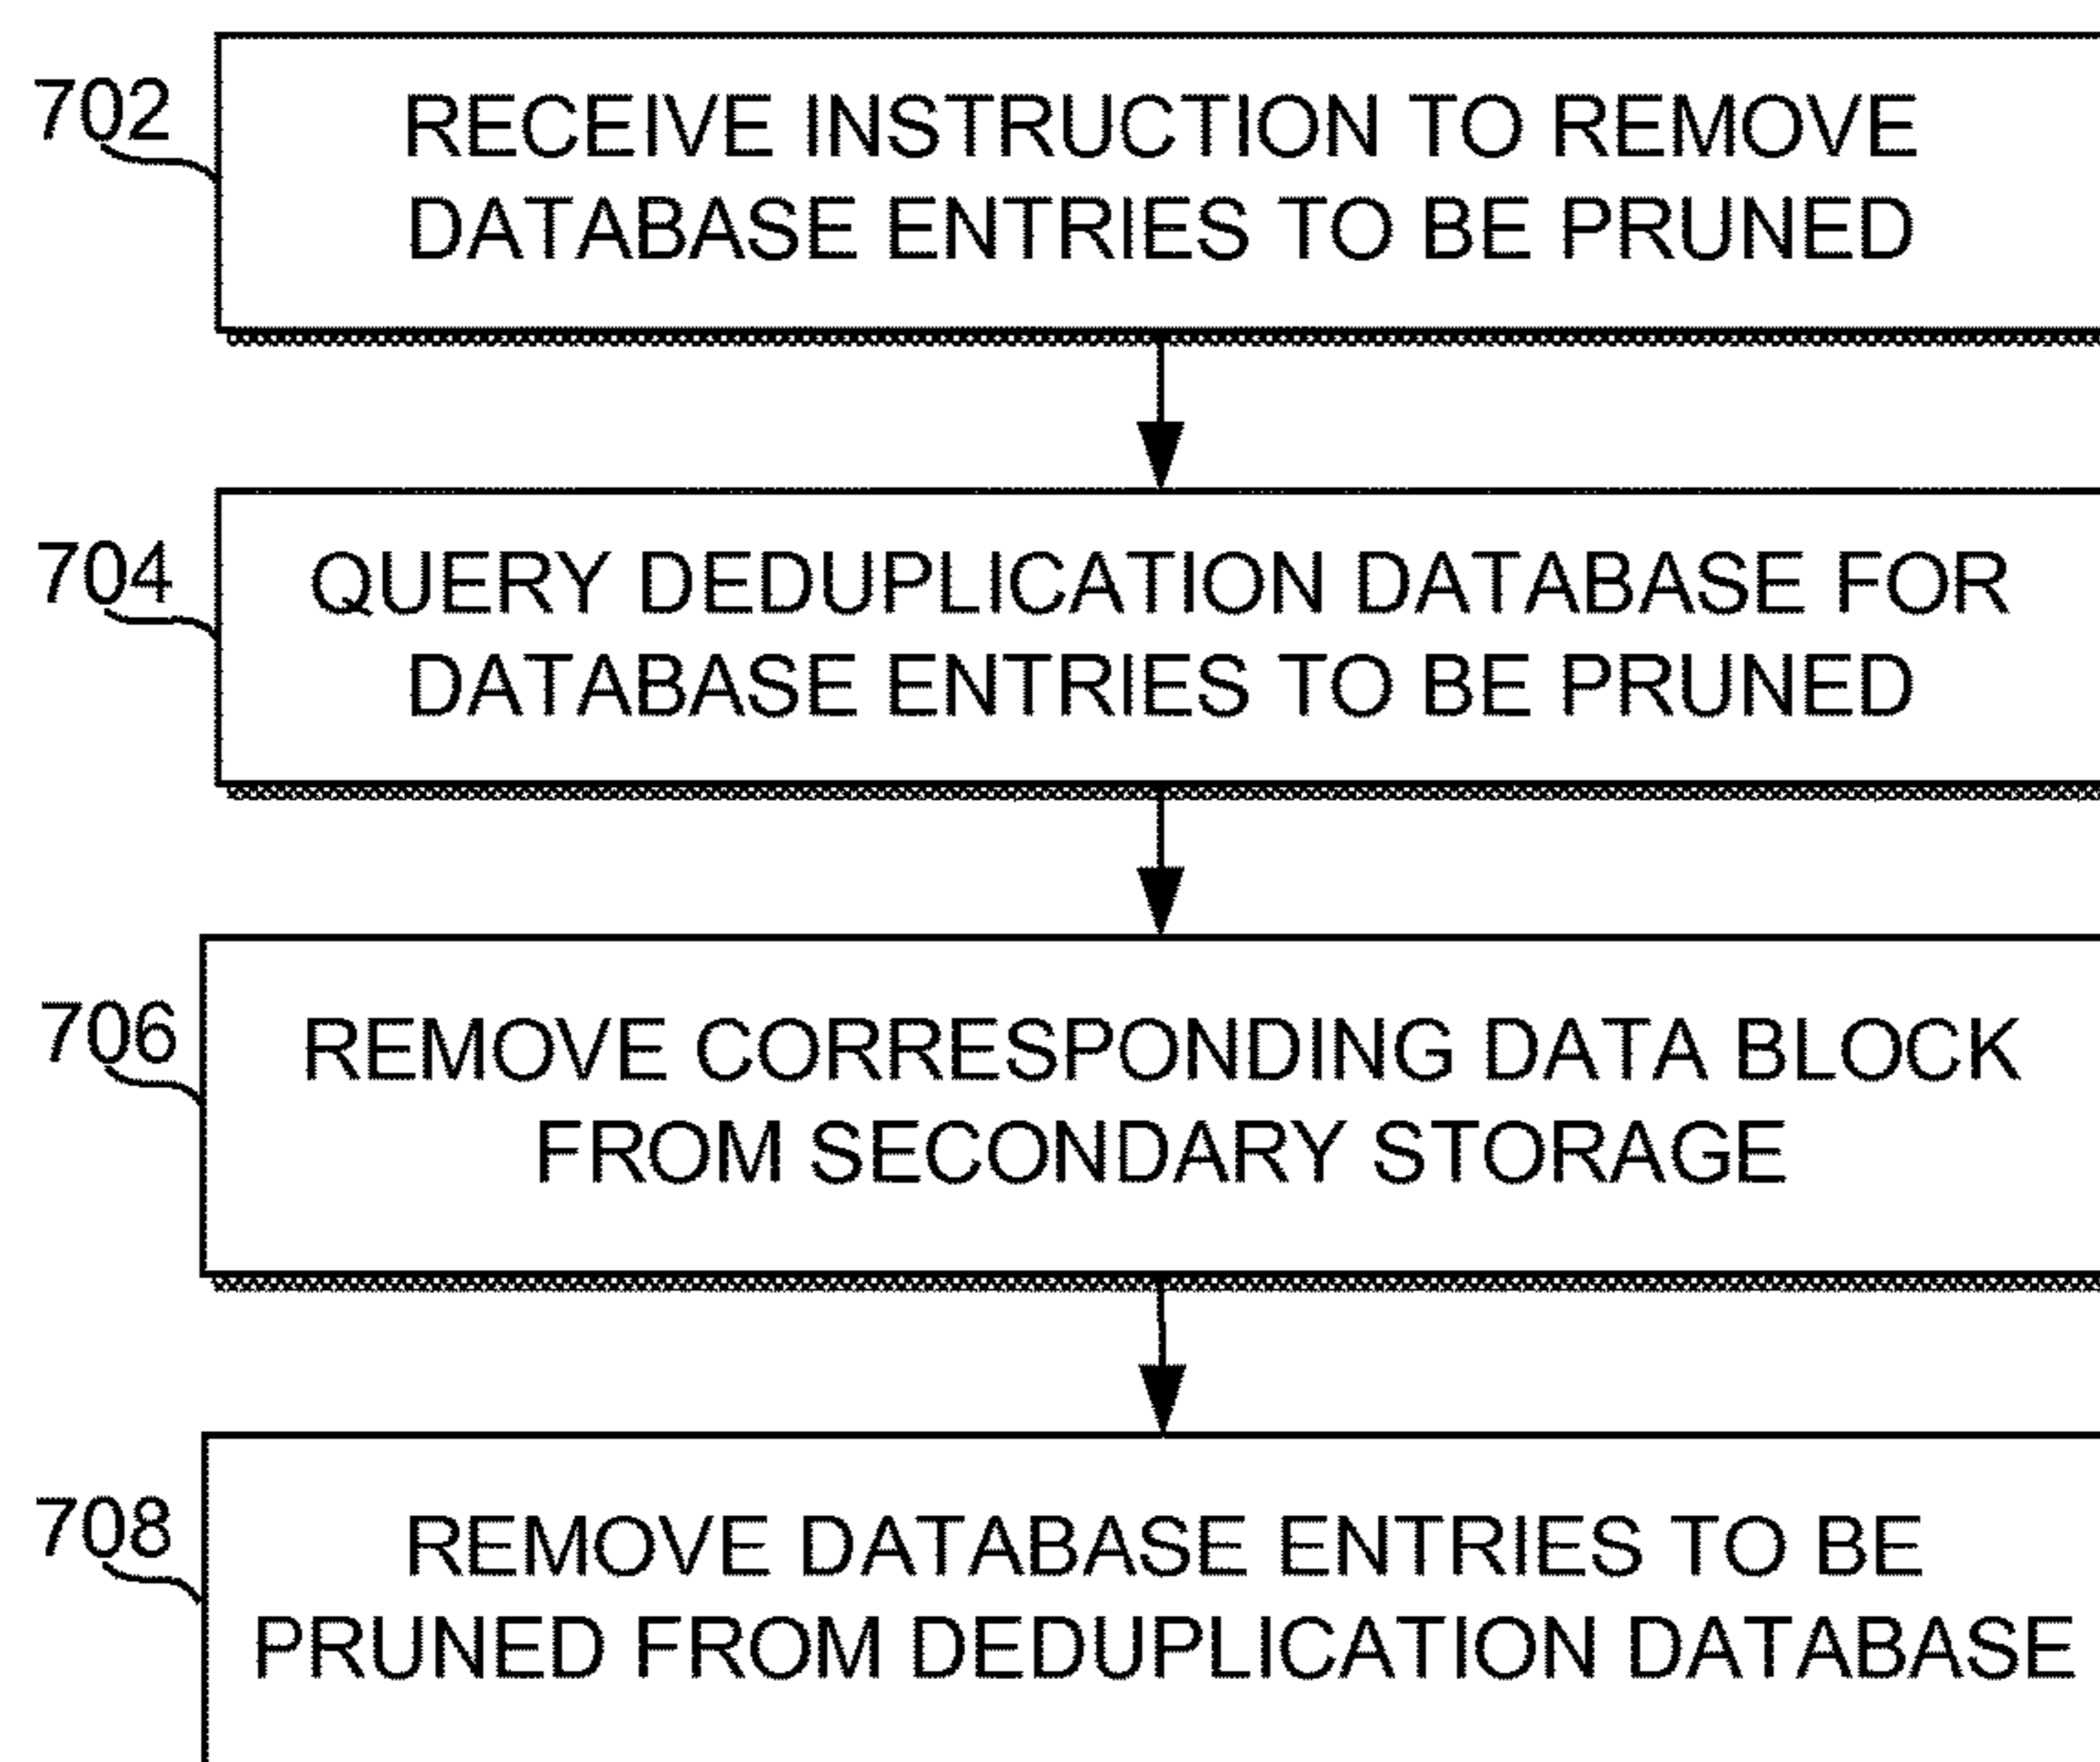 702
RECEIVE INSTRUCTION TO REMOVE
DATABASE ENTRIES TO BE PRUNED
704
QUERY DEDUPLICATION DATABASE FOR
DATABASE ENTRIES TO BE PRUNED
706
REMOVE CORRESPONDING DATA BLOCK
FROM SECONDARY STORAGE
708
REMOVE DATABASE ENTRIES TO BE
PRUNED FROM DEDUPLICATION DATABASE